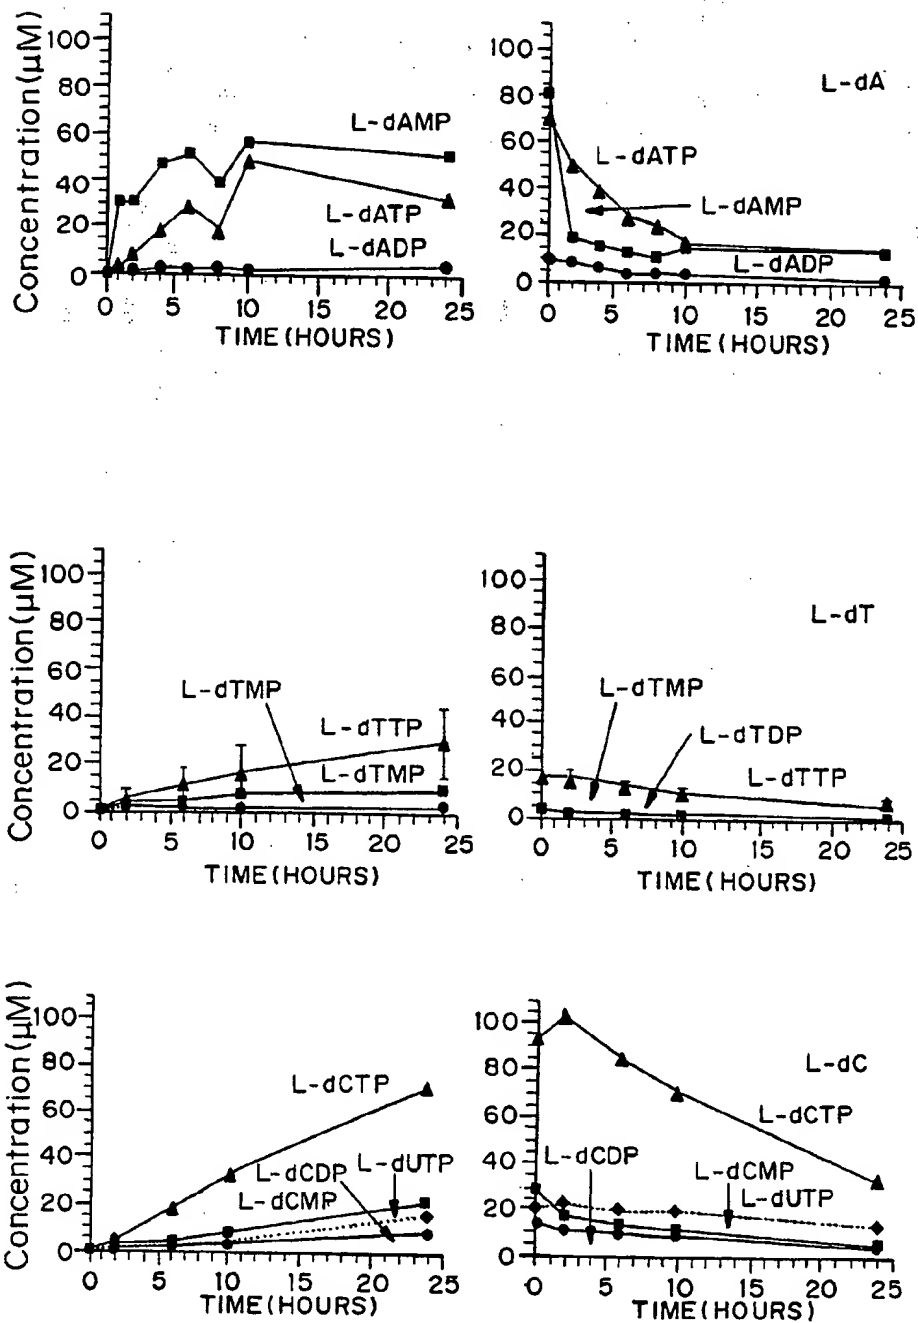 Concentration(µM)
100
80
60
40
20
0
L-dAMP
L-dATP
L-dADP
0 5 10 15 20 25
TIME(HOURS)
100
80
60
40
20
0
L-dA
L-dATP
L-dAMP
L-dADP
0 5 10 15 20 25
TIME(HOURS)
Concentration(µM)
100
80
60
40
20
0
L-dTMP
L-dTTP
L-dTMP
0 5 10 15 20 25
TIME(HOURS)
100
80
60
40
20
0
L-dT
L-dTMP
L-dTDP
L-dTTP
0 5 10 15 20 25
TIME(HOURS)
Concentration(µM)
100
80
60
40
20
0
L-dCTP
L-dCDP
L-dUTP
L-dCMP
0 5 10 15 20 25
TIME(HOURS)
100
80
60
40
20
0
L-dC
L-dCTP
L-dCDP
L-dCMP
L-dUTP
0 5 10 15 20 25
TIME(HOURS)